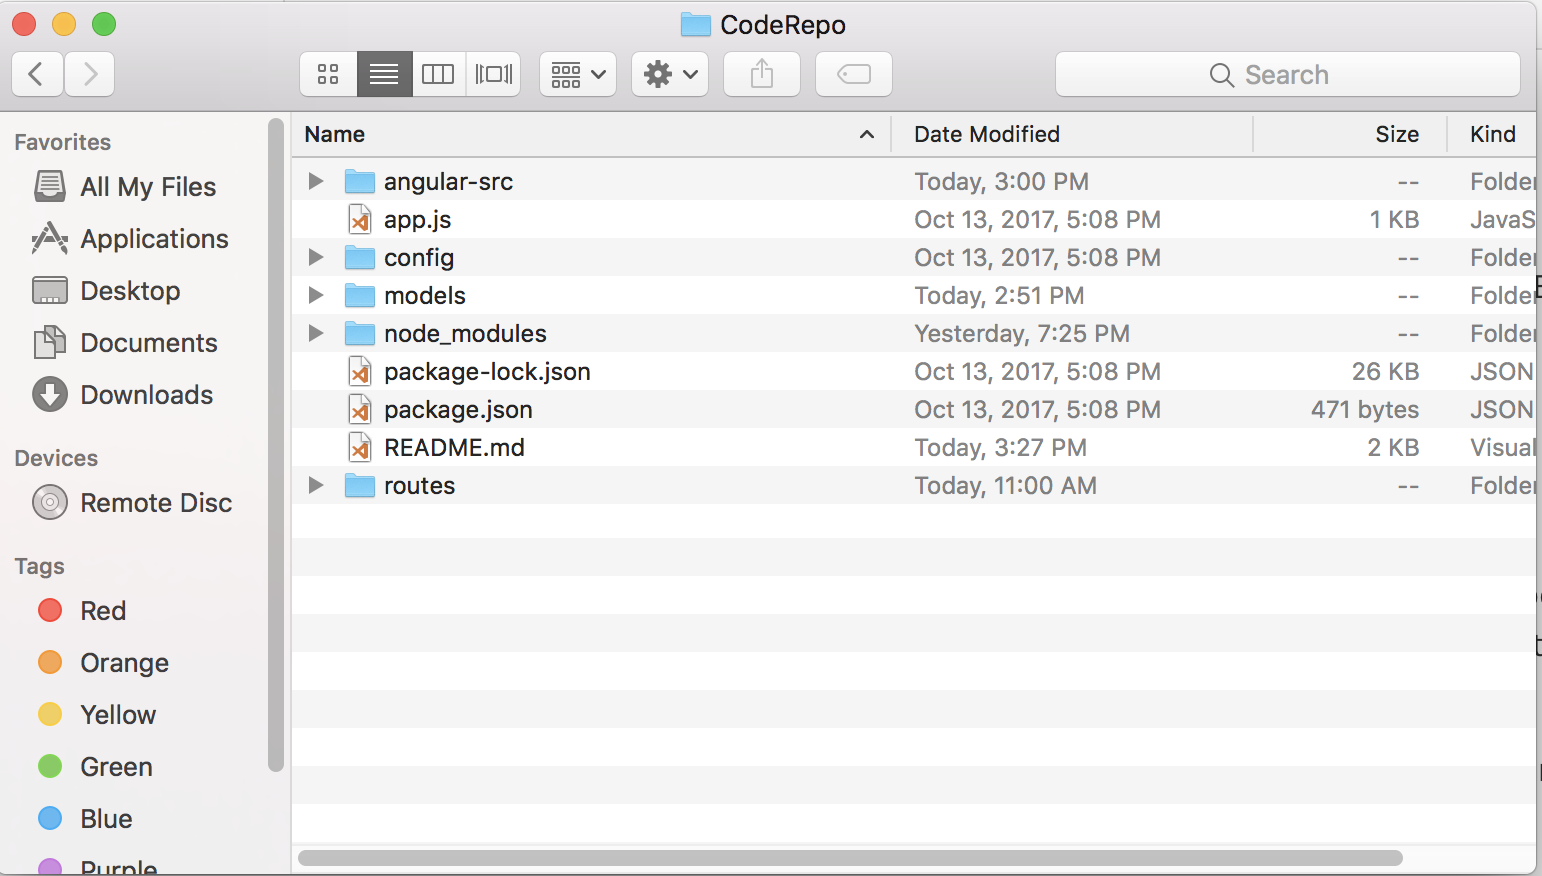 CodeRepo
Search
Favorites
All My Files
Applications
Desktop
Documents
Downloads
Devices
Remote Disc
Tags
Red
Orange
Yellow
Green
Blue
Purple
Name Date Modified Size Kind
angular-src Today, 3:00 PM -- Folder
app.js Oct 13, 2017, 5:08 PM 1 KB JavaS
config Oct 13, 2017, 5:08 PM -- Folder
models Today, 2:51 PM -- Folder
node_modules Yesterday, 7:25 PM -- Folder
package-lock.json Oct 13, 2017, 5:08 PM 26 KB JSON
package.json Oct 13, 2017, 5:08 PM 471 bytes JSON
README.md Today, 3:27 PM 2 KB Visual
routes Today, 11:00 AM -- Folder